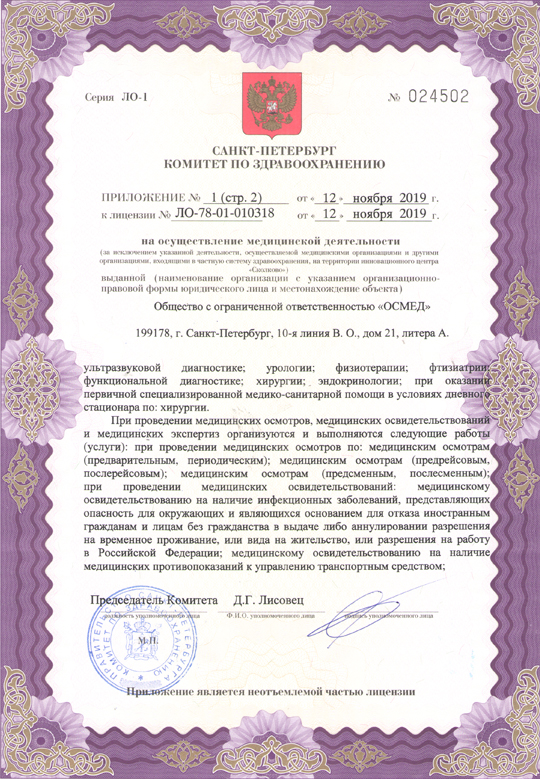 Серия ЛО-1
№ 024502
САНКТ-ПЕТЕРБУРГ
КОМИТЕТ ПО ЗДРАВООХРАНЕНИЮ
ПРИЛОЖЕНИЕ № 1 (стр. 2) от «12» ноября 2019 г.
к лицензии № ЛО-78-01-010318 от «12» ноября 2019 г.
на осуществление медицинской деятельности
(за исключением указанной деятельности, осуществляемой медицинскими организациями и другими
организациями, входящими в частную систему здравоохранения, на территории инновационного центра
«Сколково»)
выданной (наименование организации с указанием организационно-
правовой формы юридического лица и местонахождение объекта)
Общество с ограниченной ответственностью «ОСМЕД»
199178, г. Санкт-Петербург, 10-я линия В. О., дом 21, литера А.
ультразвуковой диагностике; урологии; физиотерапии; фтизиатрии;
функциональной диагностике; хирургии; эндокринологии; при оказании
первичной специализированной медико-санитарной помощи в условиях дневного
стационара по: хирургии.
При проведении медицинских осмотров, медицинских освидетельствований
и медицинских экспертиз организуются и выполняются следующие работы
(услуги): при проведении медицинских осмотров по: медицинским осмотрам
(предварительным, периодическим); медицинским осмотрам (предрейсовым,
послерейсовым); медицинским осмотрам (предсменным, послесменным);
при проведении медицинских освидетельствований: медицинскому
освидетельствованию на наличие инфекционных заболеваний, представляющих
опасность для окружающих и являющихся основанием для отказа иностранным
гражданам и лицам без гражданства в выдаче либо аннулировании разрешения
на временное проживание, или вида на жительство, или разрешения на работу
в Российской Федерации; медицинскому освидетельствованию на наличие
медицинских противопоказаний к управлению транспортным средством;
Председатель Комитета Д.Г. Лисовец
должность уполномоченного лица Ф.И.О. уполномоченного лица подпись уполномоченного лица
М.П.
ПРАВИТЕЛЬСТВО САНКТ-ПЕТЕРБУРГА
КОМИТЕТ ПО ЗДРАВООХРАНЕНИЮ
Приложение является неотъемлемой частью лицензии